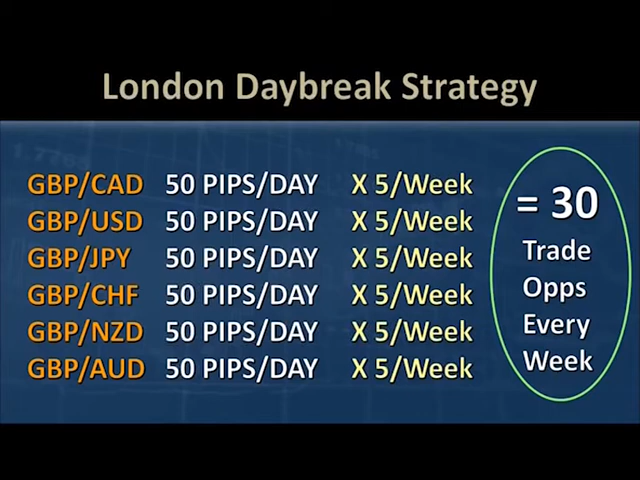 London Daybreak Strategy
GBP/CAD 50 PIPS/DAY X 5/Week
GBP/USD 50 PIPS/DAY X 5/Week
GBP/JPY 50 PIPS/DAY X 5/Week
GBP/CHF 50 PIPS/DAY X 5/Week
GBP/NZD 50 PIPS/DAY X 5/Week
GBP/AUD 50 PIPS/DAY X 5/Week
= 30
Trade
Opps
Every
Week